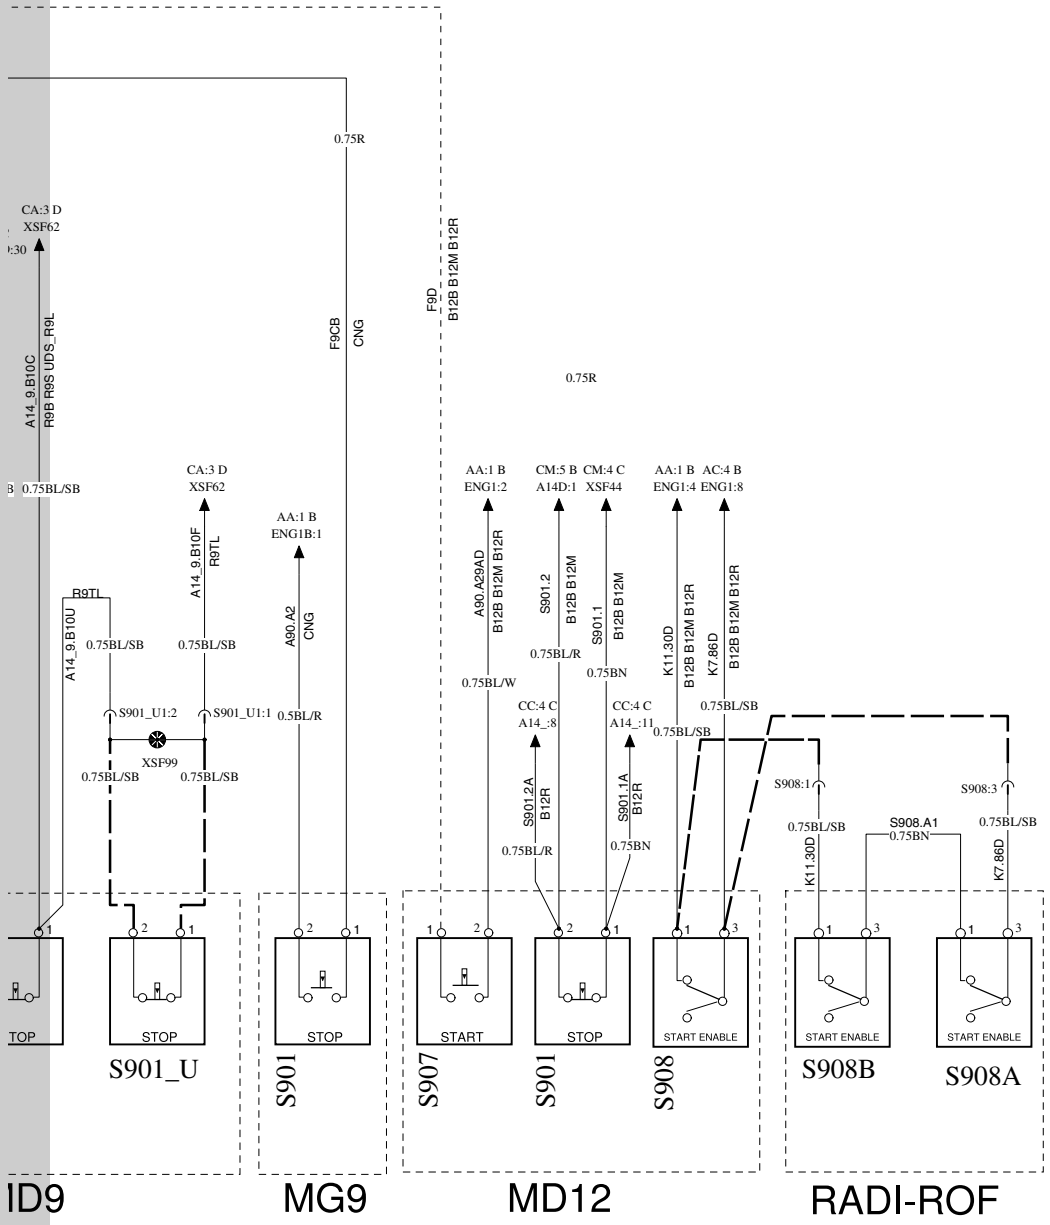 0.75R
CA:3 D
XSF62
:30
F9D
B12B B12M B12R
F9CB
CNG
A14_9.B10C
R9B R9S UDS_R9L
0.75R
B 0.75BL/SB
CA:3 D
XSF62
AA:1 B
ENG1:2
CM:5 B
A14D:1
CM:4 C
XSF44
AA:1 B
ENG1:4
AC:4 B
ENG1:8
AA:1 B
ENG1B:1
A14_9.B10F
R9TL
A90.A29AD
B12B B12M B12R
S901.2
B12B B12M
S901.1
B12B B12M
K11.30D
B12B B12M B12R
K7.86D
B12B B12M B12R
R9TL
A14_9.B10U
A90.A2
CNG
0.75BL/SB
0.75BL/SB
0.75BL/R
0.75BN
0.75BL/W
S901_U1:2
S901_U1:1
0.5BL/R
CC:4 C
A14_:8
CC:4 C
A14_:11
0.75BL/SB
0.75BL/SB
XSF99
0.75BL/SB
0.75BL/SB
S901.2A
B12R
S901.1A
B12R
S908:1
S908:3
0.75BL/SB
S908.A1
0.75BN
0.75BL/SB
0.75BL/R
0.75BN
K11.30D
K7.86D
1
2
1
2
1
1
2
2
1
1
3
1
3
1
3
TOP
STOP
STOP
START
STOP
START ENABLE
START ENABLE
START ENABLE
S901_U
S901
S907
S901
S908
S908B
S908A
ID9
MG9
MD12
RADI-ROF